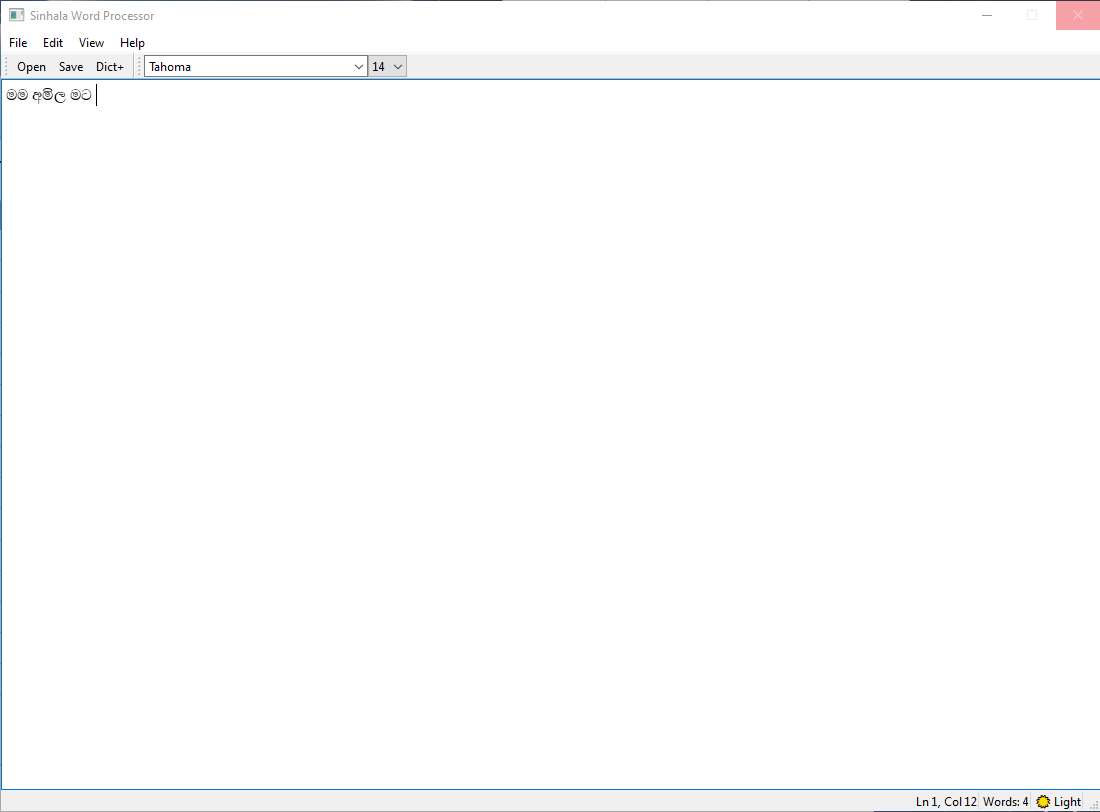 Sinhala Word Processor
File Edit View Help
Open Save Dict+ Tahoma 14
මම අමිල මට
Ln 1, Col 12 Words: 4 Light